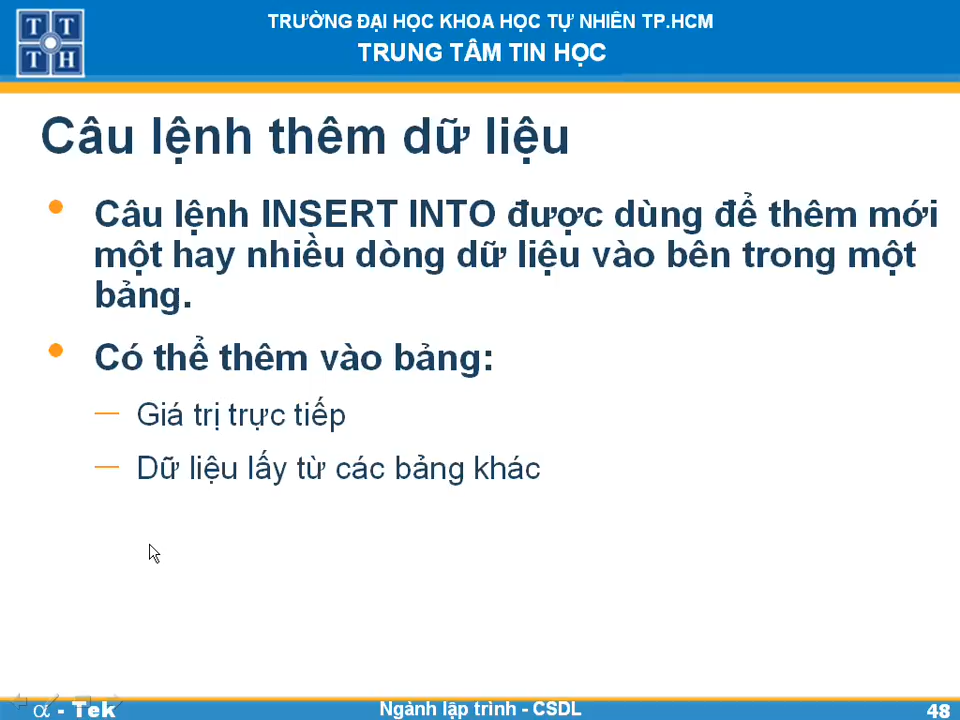 TRƯỜNG ĐẠI HỌC KHOA HỌC TỰ NHIÊN TP.HCM
TRUNG TÂM TIN HỌC
T T
T H
Câu lệnh thêm dữ liệu
• Câu lệnh INSERT INTO được dùng để thêm mới
một hay nhiều dòng dữ liệu vào bên trong một
bảng.
• Có thể thêm vào bảng:
— Giá trị trực tiếp
— Dữ liệu lấy từ các bảng khác
α - Tek
Ngành lập trình - CSDL
48